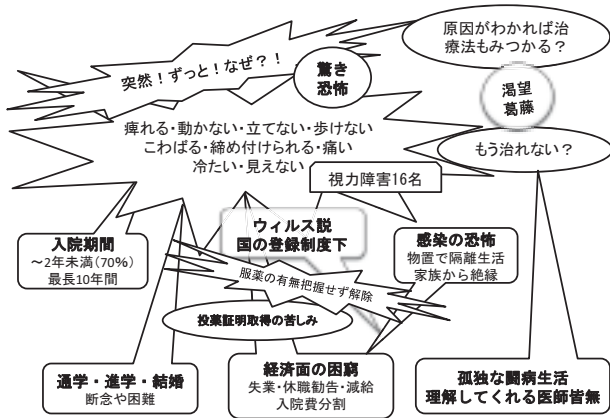 突然！ずっと！なぜ？！
驚き
恐怖
原因がわかれば治
療法もみつかる？
渇望
葛藤
もう治れない？
痺れる・動かない・立てない・歩けない
こわばる・締め付けられる・痛い
冷たい・見えない
視力障害16名
入院期間
～2年未満（70%）
最長10年間
ウィルス説
国の登録制度下
感染の恐怖
物置で隔離生活
家族から絶縁
服薬の有無把握せず解除
投薬証明取得の苦しみ
通学・進学・結婚
断念や困難
経済面の困窮
失業・休職勧告・減給
入院費分割
孤独な闘病生活
理解してくれる医師皆無